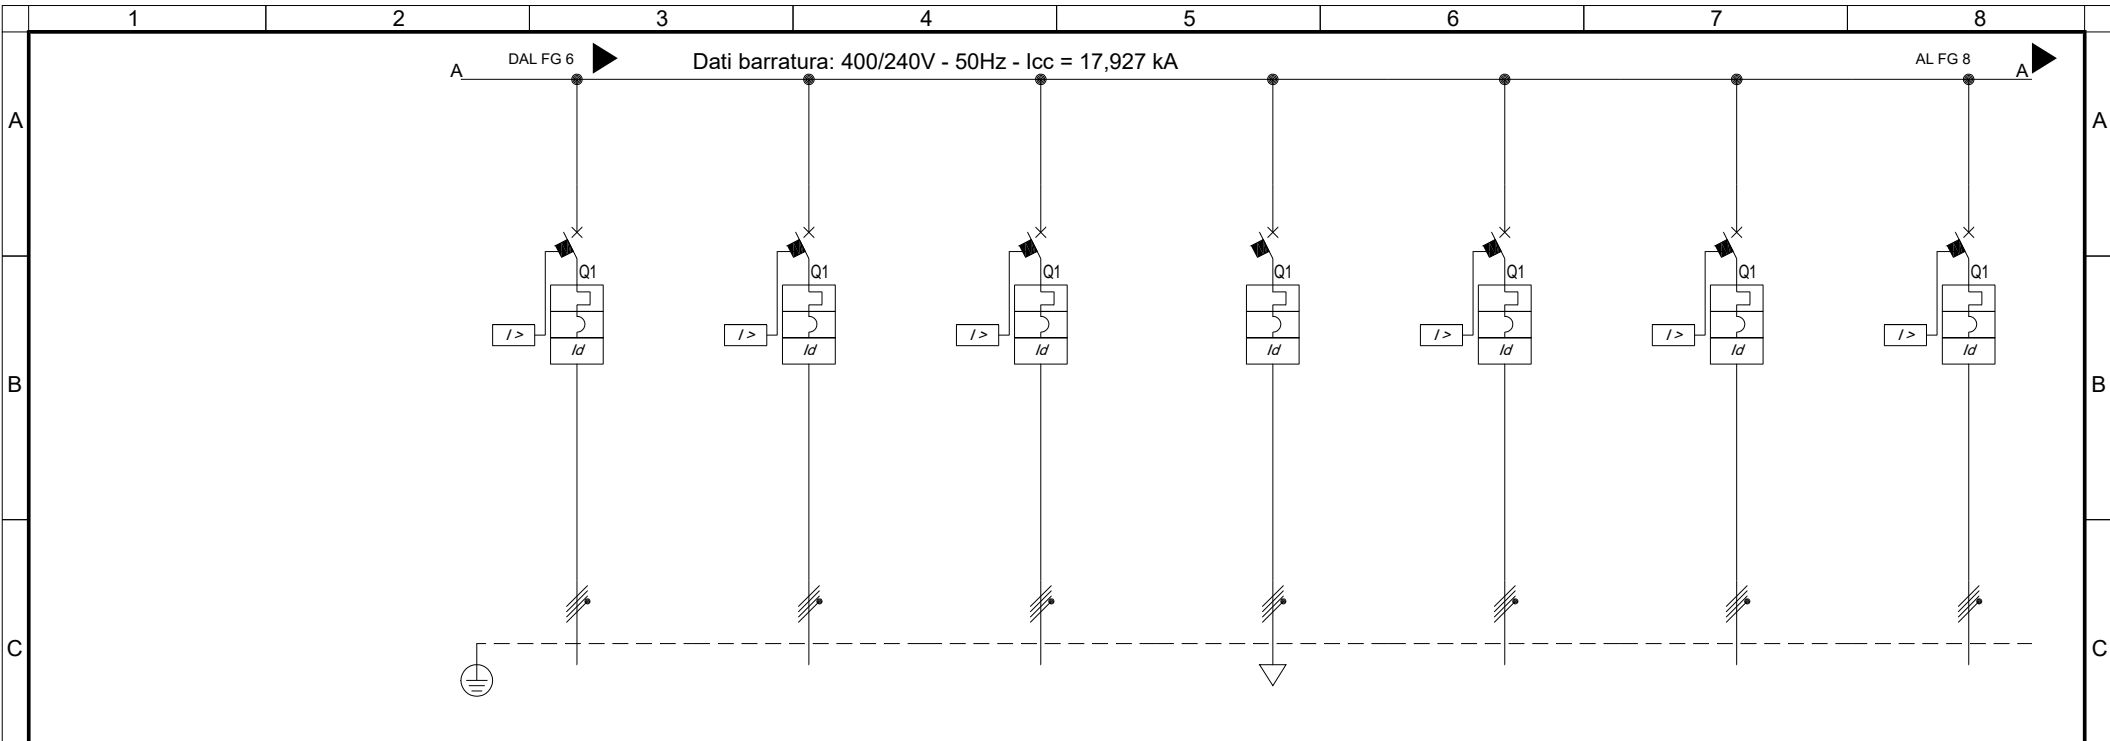 1 2 3 4 5 6 7 8
DAL FG 6 Dati barratura: 400/240V - 50Hz - Icc = 17,927 kA AL FG 8
A A
A A
Q1 Q1 Q1 Q1 Q1 Q1 Q1
I > I > I > I > I > I >
Id Id Id Id Id Id Id
B B
C C